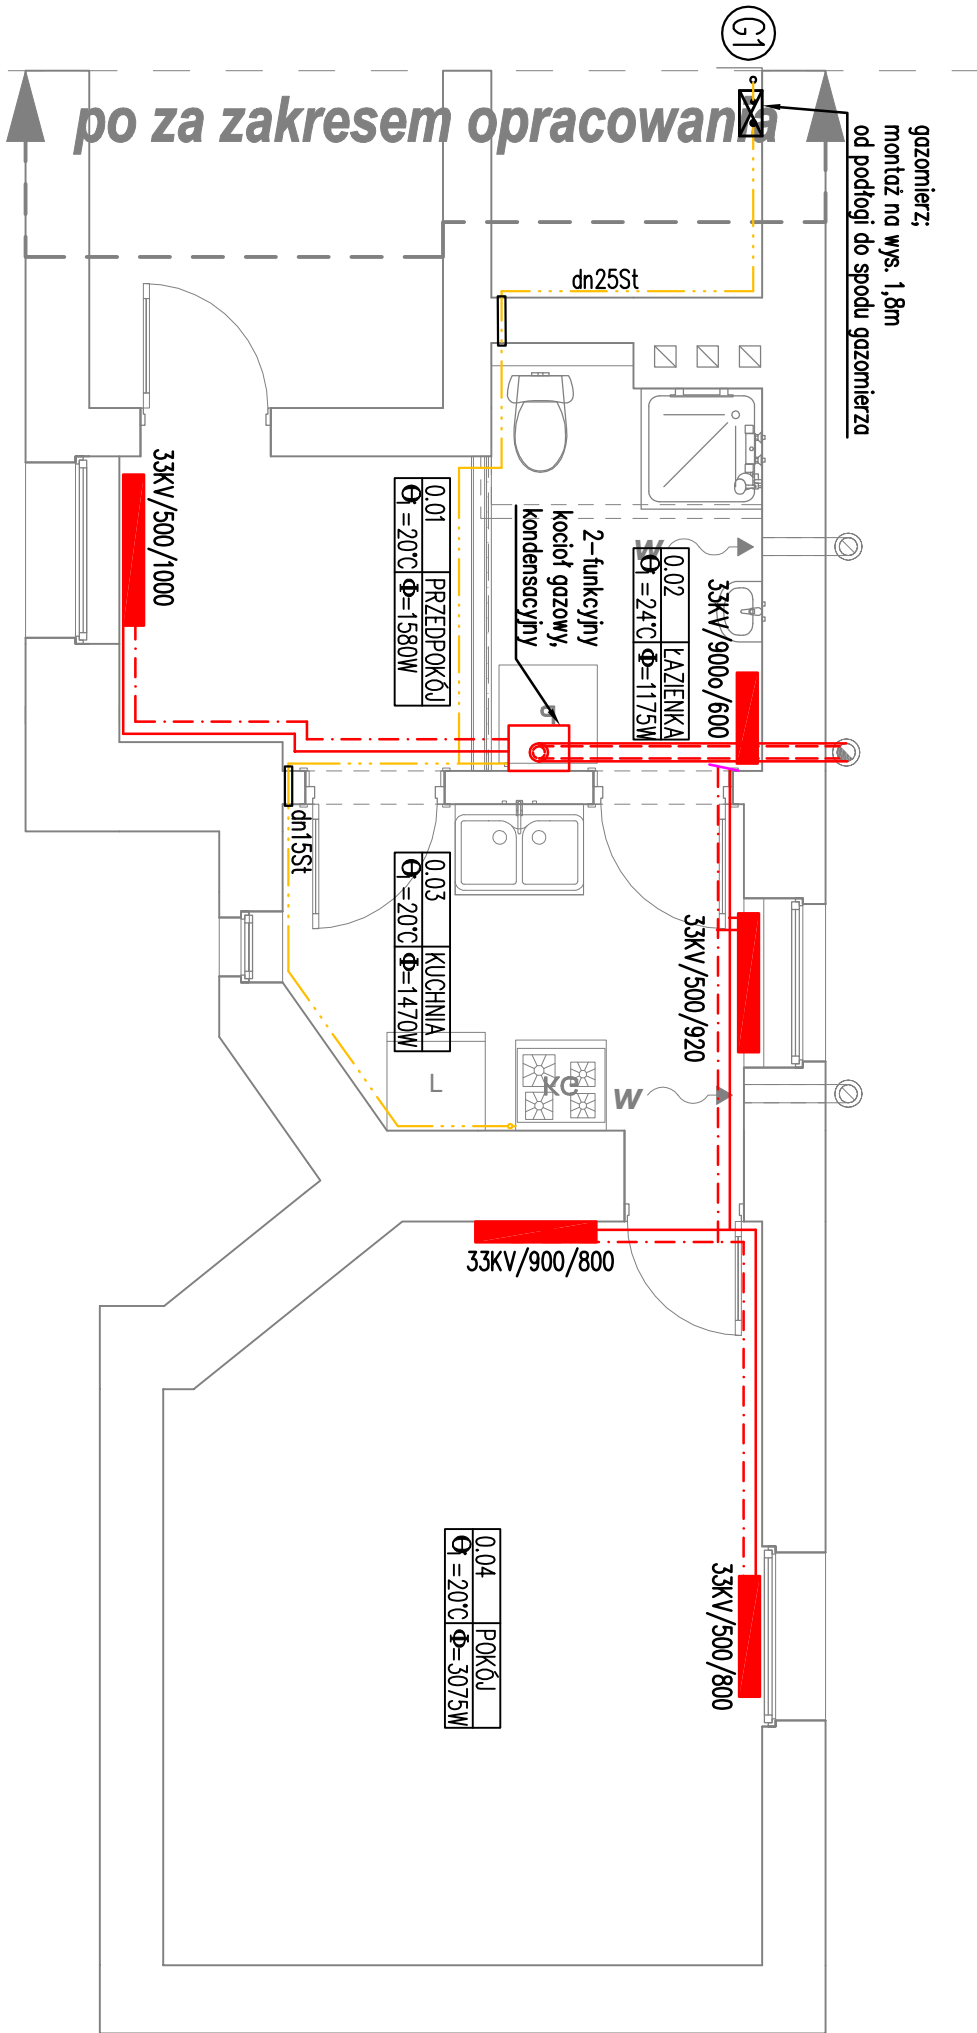 G1
po za zakresem opracowania
gazomierz;
montaż na wys. 1,8m
od podłogi do spodu gazomierza
dn25St
33KV/500/1000
0.01 PRZEDPOKÓJ
Θi =20°C Φ=1580W
2-funkcyjny
kocioł gazowy,
kondensacyjny
W
0.02 ŁAZIENKA
Θi =24°C Φ=1175W
33KV/900o/600
P
dn15St
0.03 KUCHNIA
Θi =20°C Φ=1470W
33KV/500/920
L
KG
W
33KV/900/800
0.04 POKÓJ
Θi =20°C Φ=3075W
33KV/500/800